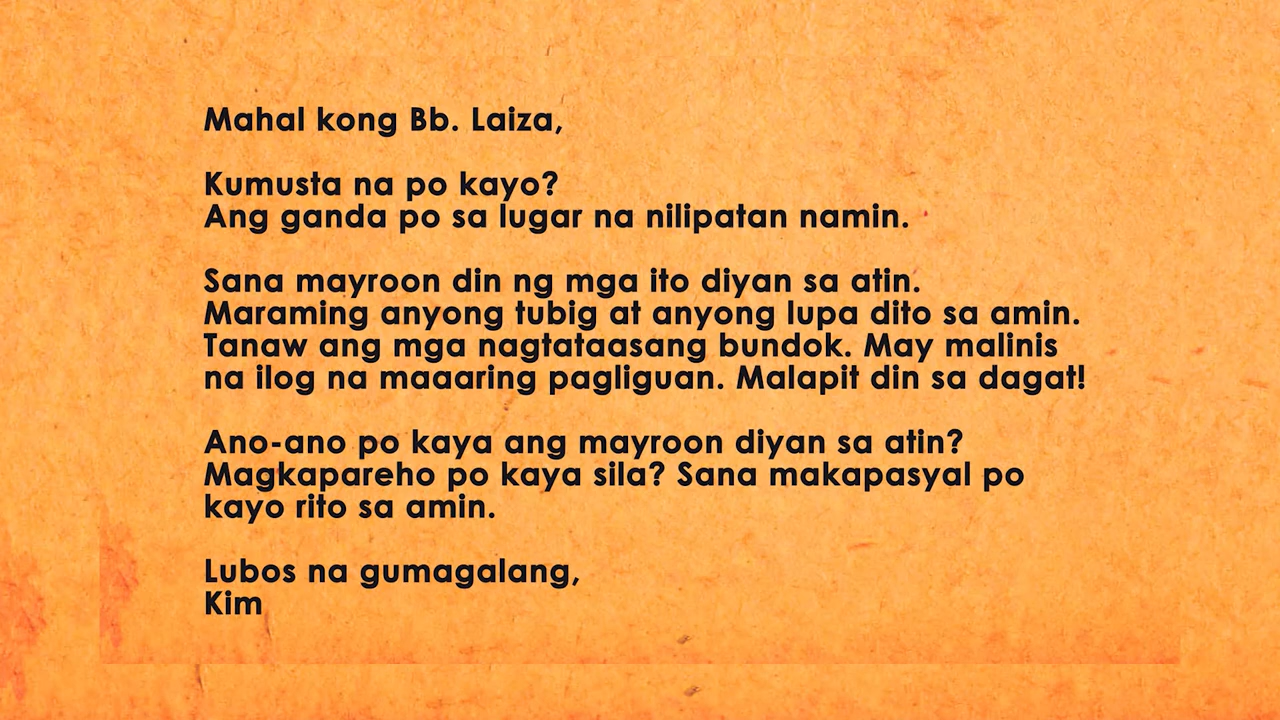 Mahal kong Bb. Laiza,
Kumusta na po kayo?
Ang ganda po sa lugar na nilipatan namin.
Sana mayroon din ng mga ito diyan sa atin.
Maraming anyong tubig at anyong lupa dito sa amin.
Tanaw ang mga nagtataasang bundok. May malinis
na ilog na maaaring pagliguan. Malapit din sa dagat!
Ano-ano po kaya ang mayroon diyan sa atin?
Magkapareho po kaya sila? Sana makapasyal po
kayo rito sa amin.
Lubos na gumagalang,
Kim